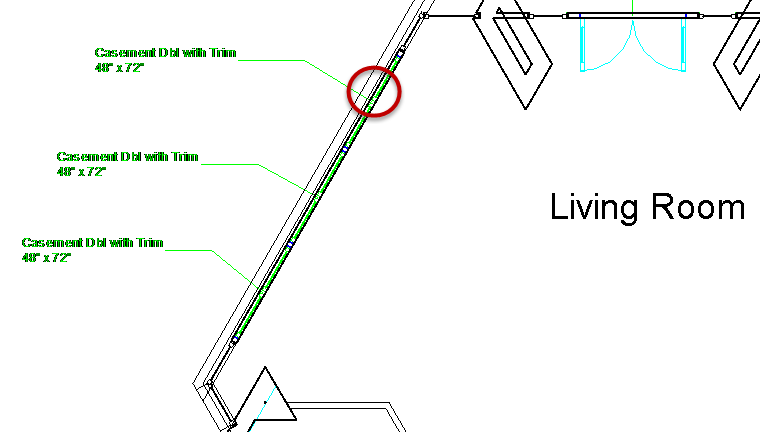 Casement Dbl with Trim
48" x 72"
Casement Dbl with Trim
48" x 72"
Living Room
Casement Dbl with Trim
48" x 72"